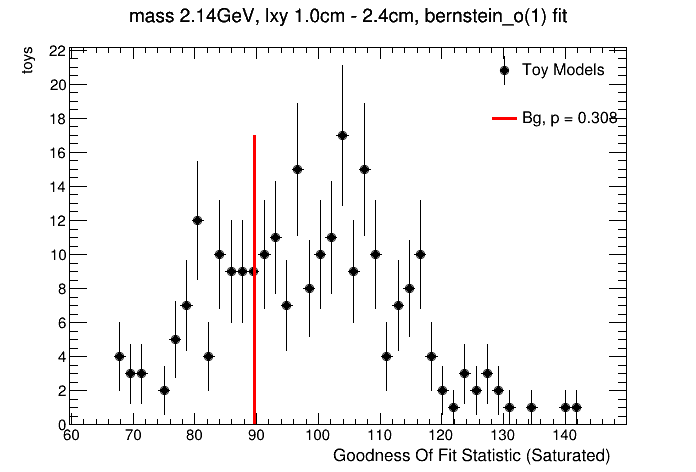 mass 2.14GeV, lxy 1.0cm - 2.4cm, bernstein_o(1) fit
toys
22
20
18
16
14
12
10
8
6
4
2
0
Toy Models
Bg, p = 0.308
60 70 80 90 100 110 120 130 140
Goodness Of Fit Statistic (Saturated)